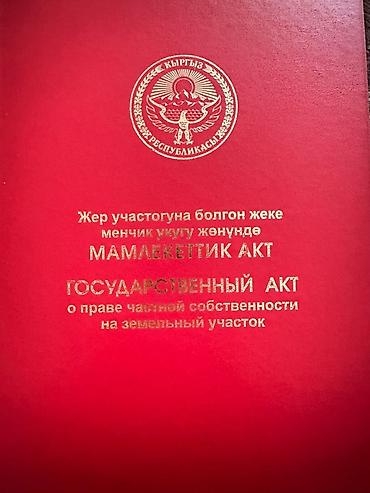 КЫРГЫЗ
РЕСПУБЛИКАСЫ
Жер участогуна болгон жеке
менчик укугу жөнүндө
МАМЛЕКЕТТИК АКТ
ГОСУДАРСТВЕННЫЙ АКТ
о праве частной собственности
на земельный участок